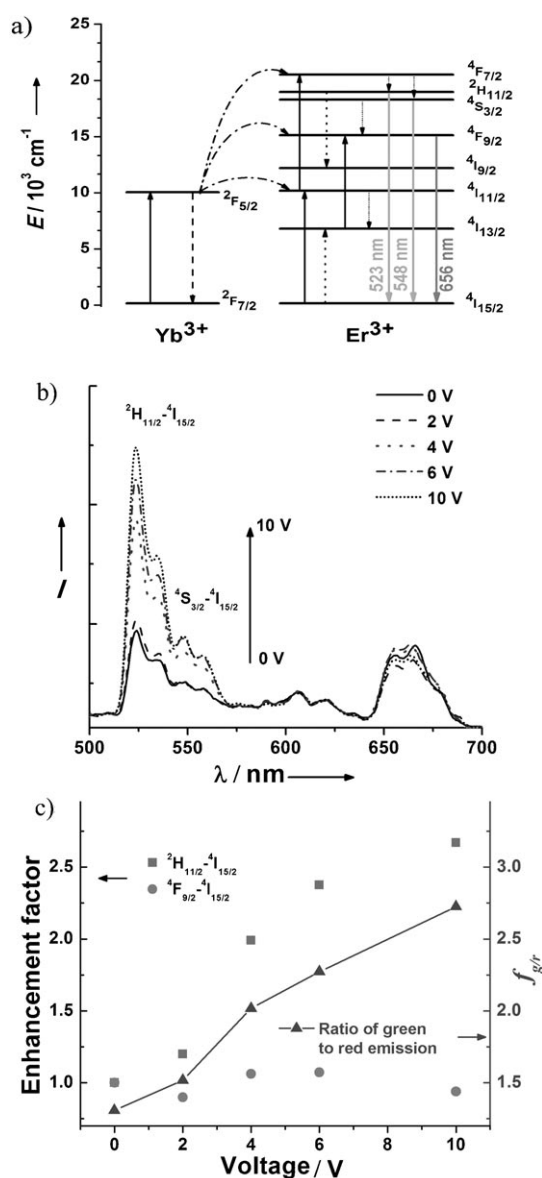 a)
E / 10³ cm⁻¹
25
20
15
10
5
0
²F₅/₂
²F₇/₂
Yb³⁺
⁴F₇/₂
²H₁₁/₂
⁴S₃/₂
⁴F₉/₂
⁴I₉/₂
⁴I₁₁/₂
⁴I₁₃/₂
⁴I₁₅/₂
523 nm
548 nm
656 nm
Er³⁺
b)
²H₁₁/₂-⁴I₁₅/₂
⁴S₃/₂-⁴I₁₅/₂
10 V
0 V
0 V
2 V
4 V
6 V
10 V
I
500 550 600 650 700
λ / nm
c)
Enhancement factor
2.5
2.0
1.5
1.0
²H₁₁/₂-⁴I₁₅/₂
⁴F₉/₂-⁴I₁₅/₂
Ratio of green
to red emission
3.0
2.5
2.0
1.5
f g/r
0 2 4 6 8 10
Voltage / V